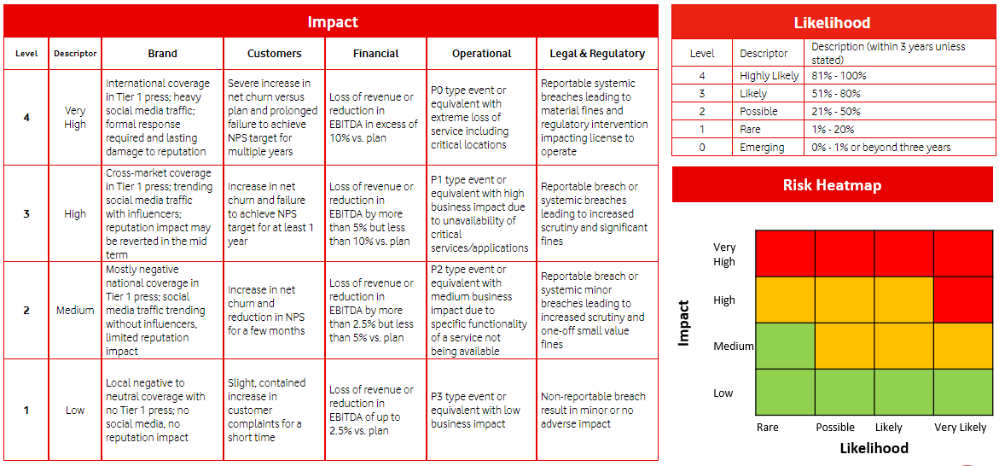 Impact
Level
Descriptor
Brand
Customers
Financial
Operational
Legal & Regulatory
4
Very
High
International coverage
in Tier 1 press; heavy
social media traffic;
formal response
required and lasting
damage to reputation
Severe increase in
net churn versus
plan and prolonged
failure to achieve
NPS target for
multiple years
Loss of revenue or
reduction in
EBITDA in excess of
10% vs. plan
P0 type event or
equivalent with
extreme loss of
service including
critical locations
Reportable systemic
breaches leading to
material fines and
regulatory intervention
impacting license to
operate
3
High
Cross-market coverage
in Tier 1 press; trending
social media traffic
with influencers;
reputation impact may
be reverted in the mid
term
Increase in net
churn and failure
to achieve NPS
target for at least 1
year
Loss of revenue or
reduction in
EBITDA by more
than 5% but less
than 10% vs. plan
P1 type event or
equivalent with high
business impact due
to unavailability of
critical
services/applications
Reportable breach or
systemic breaches
leading to increased
scrutiny and significant
fines
2
Medium
Mostly negative
national coverage in
Tier 1 press; social
media traffic trending
without influencers,
limited reputation
impact
Increase in net
churn and
reduction in NPS
for a few months
Loss of revenue or
reduction in
EBITDA by more
than 2.5% but less
than 5% vs. plan
P2 type event or
equivalent with
medium business
impact due to
specific functionality
of a service not
being available
Reportable breach or
systemic minor
breaches leading to
increased scrutiny and
one-off small value
fines
1
Low
Local negative to
neutral coverage with
no Tier 1 press; no
social media, no
reputation impact
Slight, contained
increase in
customer
complaints for a
short time
Loss of revenue or
reduction in
EBITDA of up to
2.5% vs. plan
P3 type event or
equivalent with low
business impact
Non-reportable breach
result in minor or no
adverse impact
Likelihood
Level
Descriptor
Description (within 3 years unless
stated)
4
Highly Likely
81% - 100%
3
Likely
51% - 80%
2
Possible
21% - 50%
1
Rare
1% - 20%
0
Emerging
0% - 1% or beyond three years
Risk Heatmap
Impact
Very
High
High
Medium
Low
Rare
Possible
Likely
Very Likely
Likelihood